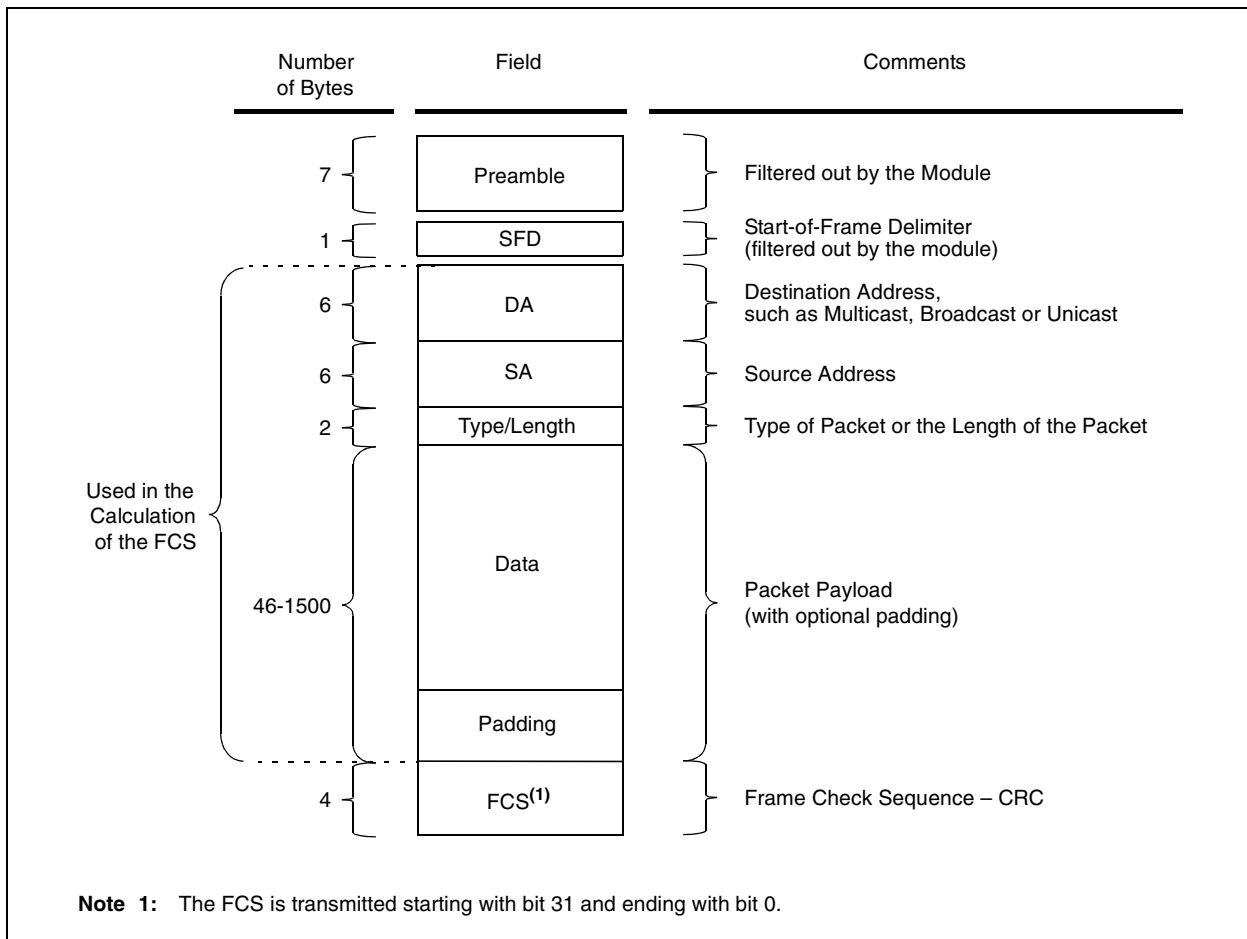 Number
of Bytes
Field
Comments
7
Preamble
Filtered out by the Module
1
SFD
Start-of-Frame Delimiter
(filtered out by the module)
6
DA
Destination Address,
such as Multicast, Broadcast or Unicast
6
SA
Source Address
2
Type/Length
Type of Packet or the Length of the Packet
Used in the
Calculation
of the FCS
46-1500
Data
Packet Payload
(with optional padding)
Padding
4
FCS(1)
Frame Check Sequence – CRC
Note 1: The FCS is transmitted starting with bit 31 and ending with bit 0.